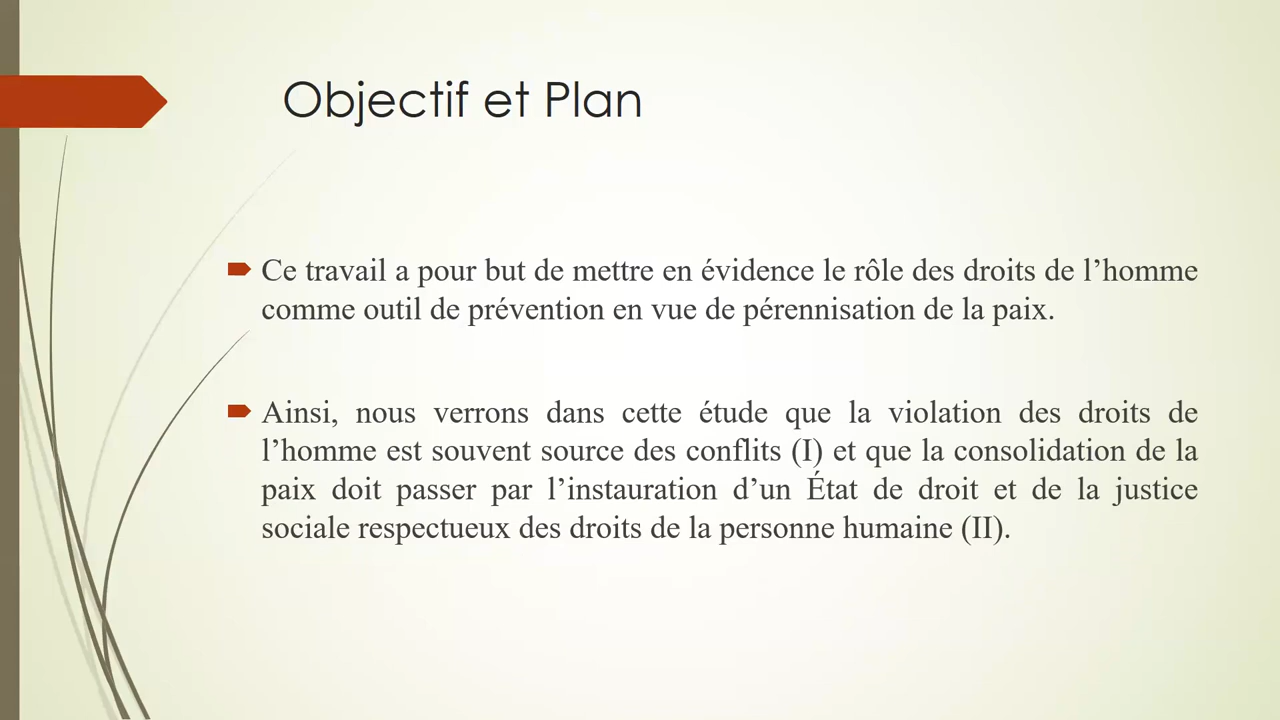 Objectif et Plan
Ce travail a pour but de mettre en évidence le rôle des droits de l’homme
comme outil de prévention en vue de pérennisation de la paix.
Ainsi, nous verrons dans cette étude que la violation des droits de
l’homme est souvent source des conflits (I) et que la consolidation de la
paix doit passer par l’instauration d’un État de droit et de la justice
sociale respectueux des droits de la personne humaine (II).